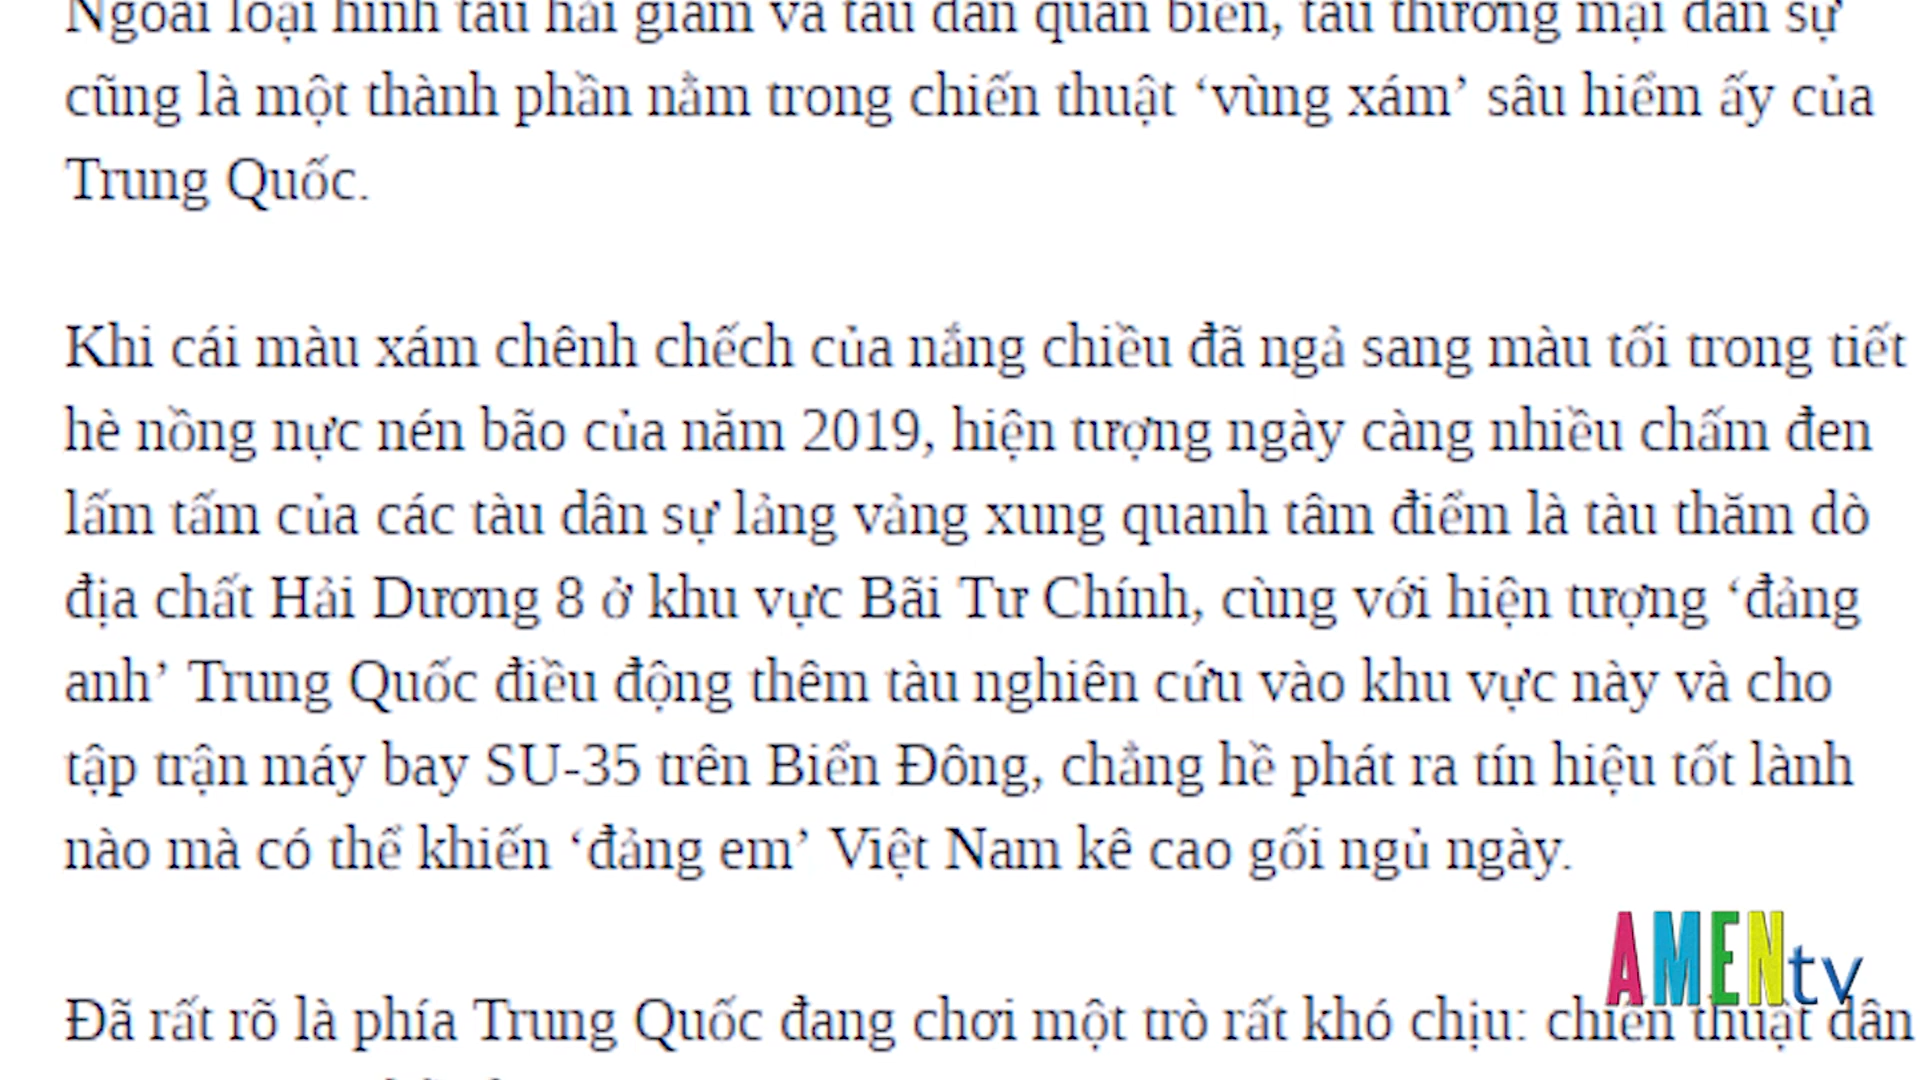 Ngoài loại hình tàu hải giám và tàu dân quân biển, tàu thương mại dân sự
cũng là một thành phần nằm trong chiến thuật ‘vùng xám’ sâu hiểm ấy của
Trung Quốc.
Khi cái màu xám chênh chếch của nắng chiều đã ngả sang màu tối trong tiết
hè nồng nực nén bão của năm 2019, hiện tượng ngày càng nhiều chấm đen
lấm tấm của các tàu dân sự lảng vảng xung quanh tâm điểm là tàu thăm dò
địa chất Hải Dương 8 ở khu vực Bãi Tư Chính, cùng với hiện tượng ‘đảng
anh’ Trung Quốc điều động thêm tàu nghiên cứu vào khu vực này và cho
tập trận máy bay SU-35 trên Biển Đông, chẳng hề phát ra tín hiệu tốt lành
nào mà có thể khiến ‘đảng em’ Việt Nam kê cao gối ngủ ngày.
AMENtv
Đã rất rõ là phía Trung Quốc đang chơi một trò rất khó chịu: chiến thuật dân